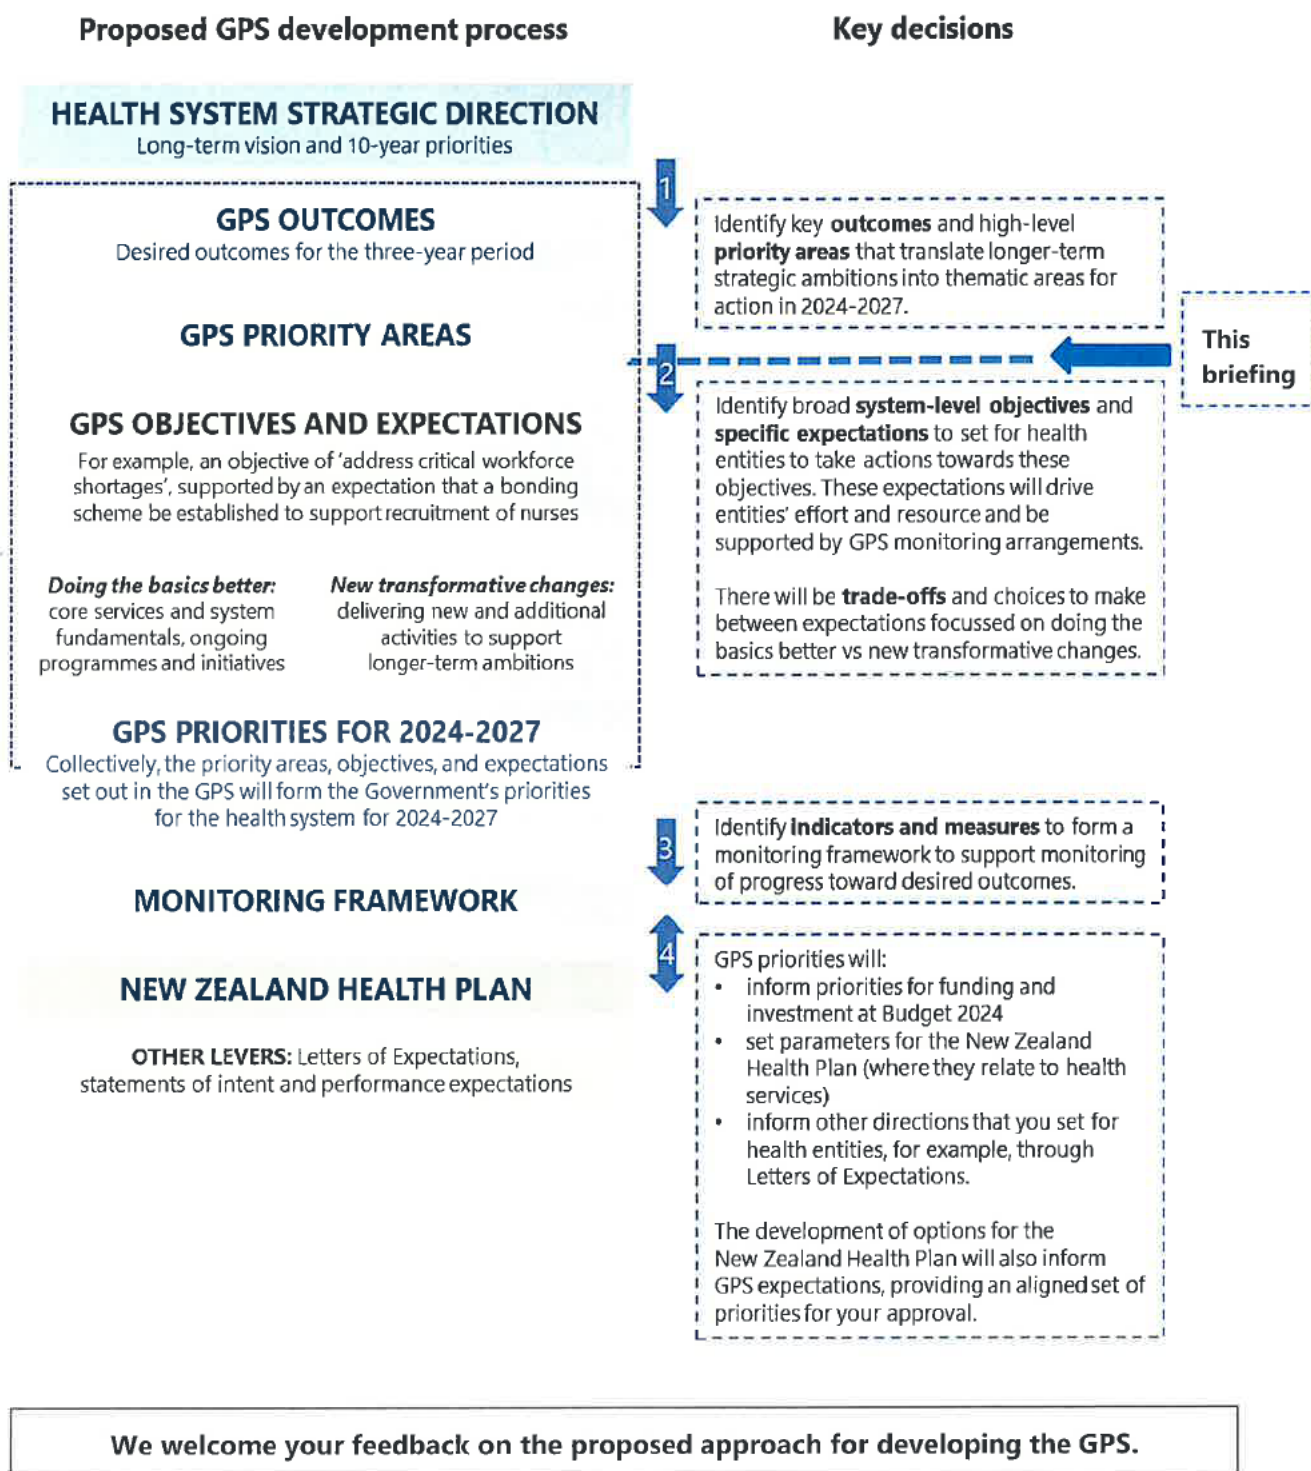 Proposed GPS development process
Key decisions
HEALTH SYSTEM STRATEGIC DIRECTION
Long-term vision and 10-year priorities
1
GPS OUTCOMES
Desired outcomes for the three-year period
Identify key outcomes and high-level
priority areas that translate longer-term
strategic ambitions into thematic areas for
action in 2024-2027.
This
briefing
GPS PRIORITY AREAS
2
GPS OBJECTIVES AND EXPECTATIONS
For example, an objective of 'address critical workforce
shortages', supported by an expectation that a bonding
scheme be established to support recruitment of nurses
Doing the basics better:
core services and system
fundamentals, ongoing
programmes and initiatives
New transformative changes:
delivering new and additional
activities to support
longer-term ambitions
Identify broad system-level objectives and
specific expectations to set for health
entities to take actions towards these
objectives. These expectations will drive
entities' effort and resource and be
supported by GPS monitoring arrangements.
There will be trade-offs and choices to make
between expectations focussed on doing the
basics better vs new transformative changes.
GPS PRIORITIES FOR 2024-2027
Collectively, the priority areas, objectives, and expectations
set out in the GPS will form the Government's priorities
for the health system for 2024-2027
3
Identify indicators and measures to form a
monitoring framework to support monitoring
of progress toward desired outcomes.
MONITORING FRAMEWORK
4
NEW ZEALAND HEALTH PLAN
OTHER LEVERS: Letters of Expectations,
statements of intent and performance expectations
GPS priorities will:
• inform priorities for funding and
investment at Budget 2024
• set parameters for the New Zealand
Health Plan (where they relate to health
services)
• inform other directions that you set for
health entities, for example, through
Letters of Expectations.
The development of options for the
New Zealand Health Plan will also inform
GPS expectations, providing an aligned set of
priorities for your approval.
We welcome your feedback on the proposed approach for developing the GPS.